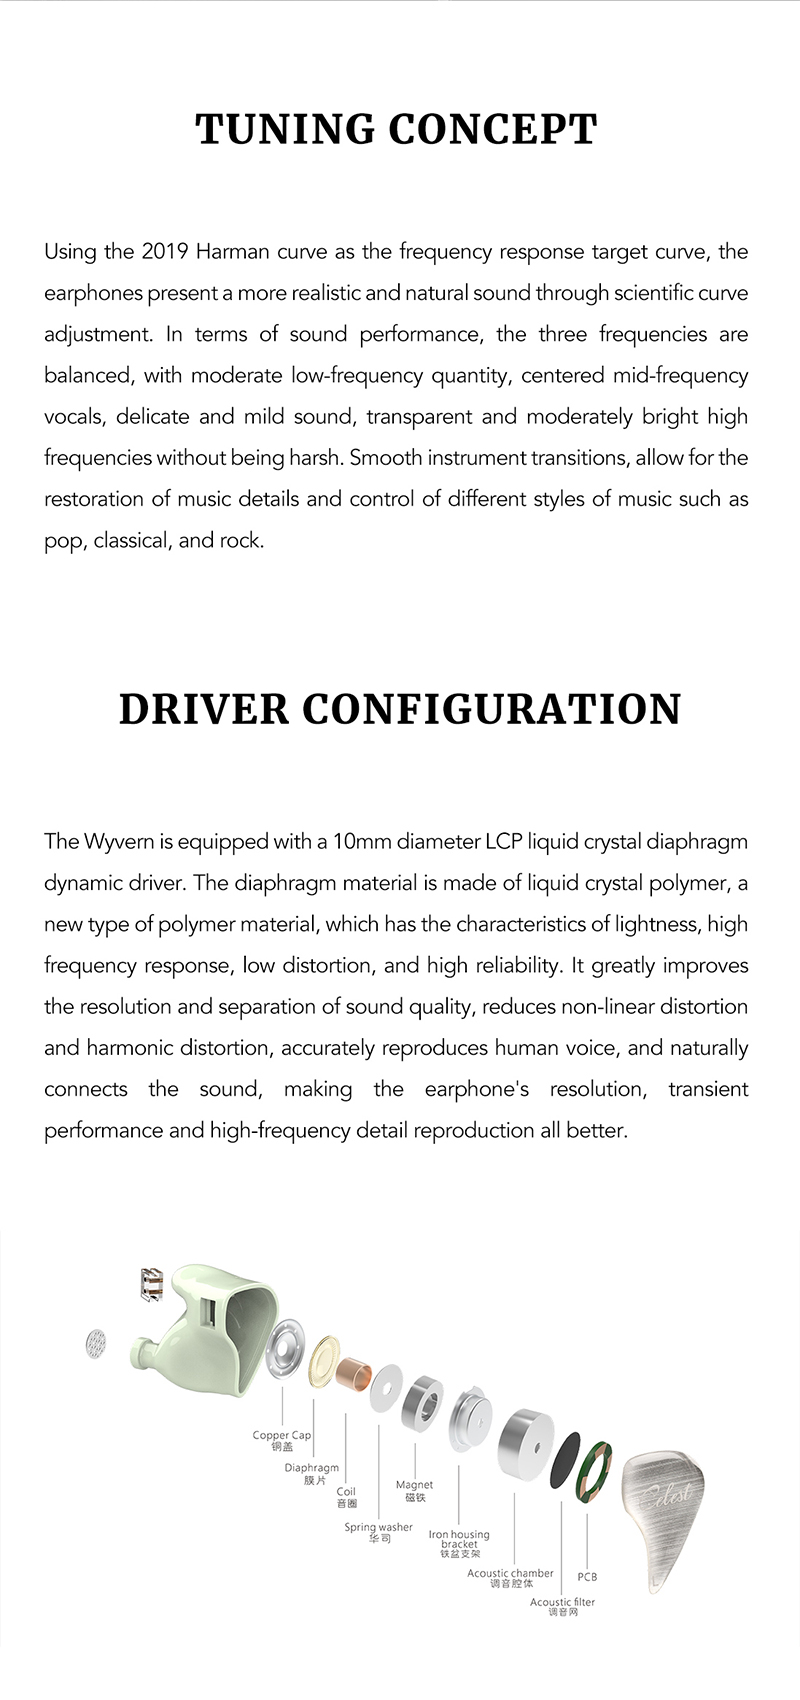 TUNING CONCEPT
Using the 2019 Harman curve as the frequency response target curve, the
earphones present a more realistic and natural sound through scientific curve
adjustment. In terms of sound performance, the three frequencies are
balanced, with moderate low-frequency quantity, centered mid-frequency
vocals, delicate and mild sound, transparent and moderately bright high
frequencies without being harsh. Smooth instrument transitions, allow for the
restoration of music details and control of different styles of music such as
pop, classical, and rock.
DRIVER CONFIGURATION
The Wyvern is equipped with a 10mm diameter LCP liquid crystal diaphragm
dynamic driver. The diaphragm material is made of liquid crystal polymer, a
new type of polymer material, which has the characteristics of lightness, high
frequency response, low distortion, and high reliability. It greatly improves
the resolution and separation of sound quality, reduces non-linear distortion
and harmonic distortion, accurately reproduces human voice, and naturally
connects the sound, making the earphone's resolution, transient
performance and high-frequency detail reproduction all better.
Copper Cap
铜盖
Diaphragm
膜片
Coil
音圈
Spring washer
华司
Magnet
磁铁
Iron housing
bracket
铁盆支架
Acoustic chamber
调音腔体
Acoustic filter
调音网
PCB
Celest